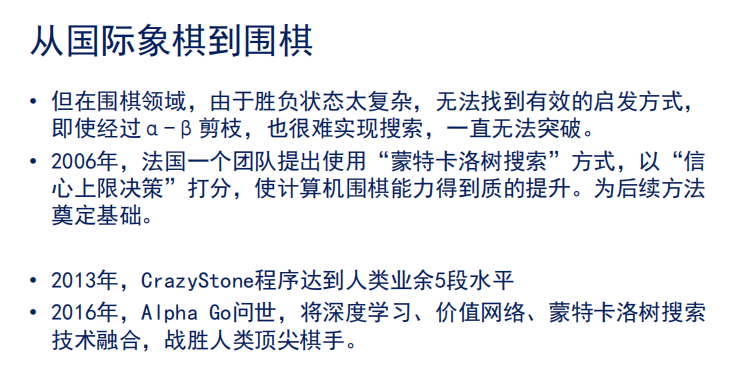 从国际象棋到围棋
• 但在围棋领域，由于胜负状态太复杂，无法找到有效的启发方式，
即使经过α-β剪枝，也很难实现搜索，一直无法突破。
• 2006年，法国一个团队提出使用“蒙特卡洛树搜索”方式，以“信
心上限决策”打分，使计算机围棋能力得到质的提升。为后续方法
奠定基础。
• 2013年，CrazyStone程序达到人类业余5段水平
• 2016年，Alpha Go问世，将深度学习、价值网络、蒙特卡洛树搜索
技术融合，战胜人类顶尖棋手。